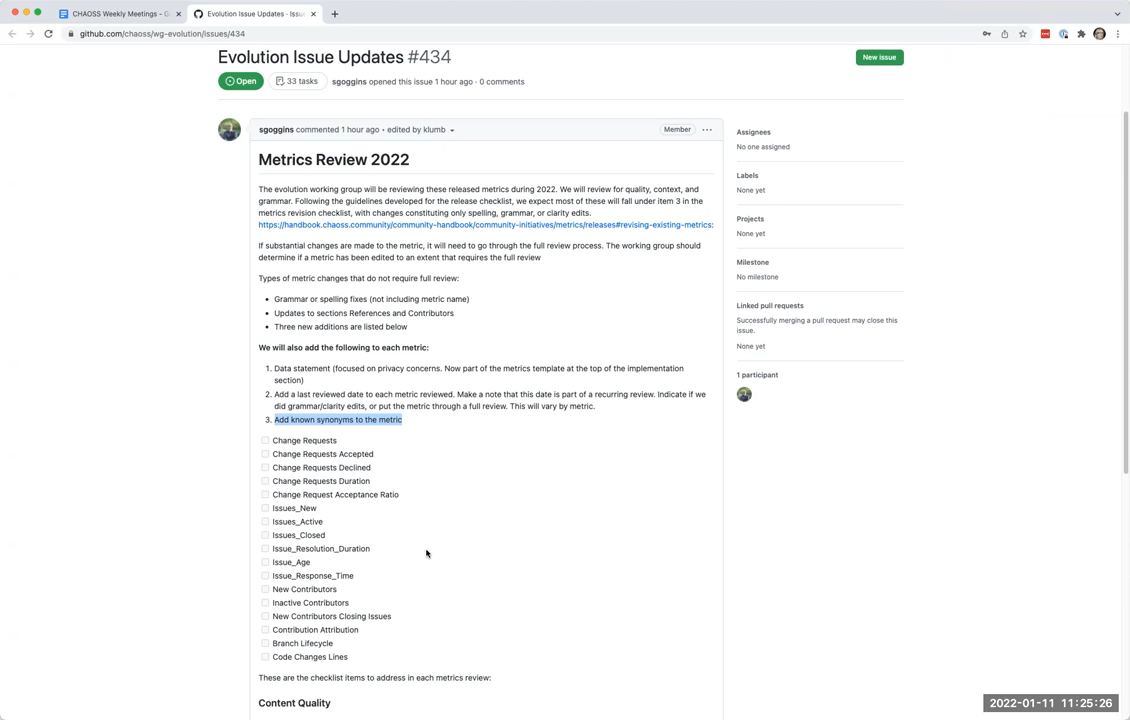 CHAOSS Weekly Meetings - G
Evolution Issue Updates · Issu
github.com/chaoss/wg-evolution/issues/434
Evolution Issue Updates #434
New issue
Open
33 tasks
sgoggins opened this issue 1 hour ago · 0 comments
sgoggins commented 1 hour ago • edited by klumb
Member
Metrics Review 2022
The evolution working group will be reviewing these released metrics during 2022. We will review for quality, context, and
grammar. Following the guidelines developed for the release checklist, we expect most of these will fall under item 3 in the
metrics revision checklist, with changes constituting only spelling, grammar, or clarity edits.
https://handbook.chaoss.community/community-handbook/community-initiatives/metrics/releases#revising-existing-metrics:
If substantial changes are made to the metric, it will need to go through the full review process. The working group should
determine if a metric has been edited to an extent that requires the full review
Types of metric changes that do not require full review:
• Grammar or spelling fixes (not including metric name)
• Updates to sections References and Contributors
• Three new additions are listed below
We will also add the following to each metric:
1. Data statement (focused on privacy concerns. Now part of the metrics template at the top of the implementation
section)
2. Add a last reviewed date to each metric reviewed. Make a note that this date is part of a recurring review. Indicate if we
did grammar/clarity edits, or put the metric through a full review. This will vary by metric.
3. Add known synonyms to the metric
Change Requests
Change Requests Accepted
Change Requests Declined
Change Requests Duration
Change Request Acceptance Ratio
Issues_New
Issues_Active
Issues_Closed
Issue_Resolution_Duration
Issue_Age
Issue_Response_Time
New Contributors
Inactive Contributors
New Contributors Closing Issues
Contribution Attribution
Branch Lifecycle
Code Changes Lines
These are the checklist items to address in each metrics review:
Content Quality
Assignees
No one assigned
Labels
None yet
Projects
None yet
Milestone
No milestone
Linked pull requests
Successfully merging a pull request may close this
issue.
None yet
1 participant
2022-01-11 11:25:26